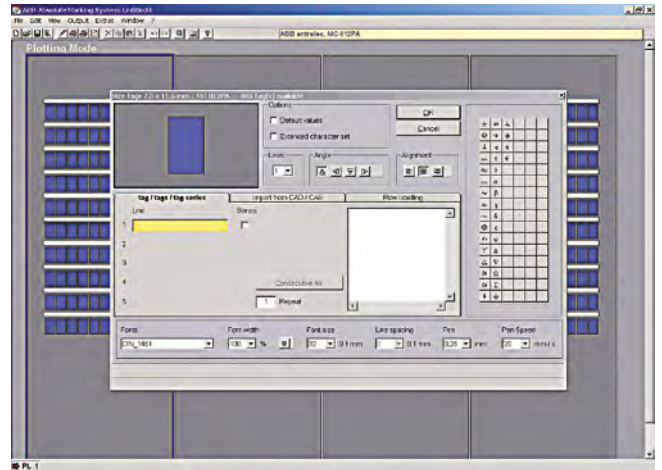 ABB Absolute Marking System: Untitled4
File Edit View Output Extras Window ?
ABB entrelec, MC 612PA
Plotting Mode
Options
Default values
Extended character set
OK
Cancel
Lines
Angle
Alignment
1
tag / tags / tag series
Import from CAD / CAE
Row labelling
Line
Series
1
2
3
4
5
Consecutive no.
1 Repeat
Fonts
Font width
Font size
Line spacing
Pen
Pen Speed
DIN_1451
100 %
32 0.1 mm
0.1 mm
0,25 mm
20 mm / s
PL 1